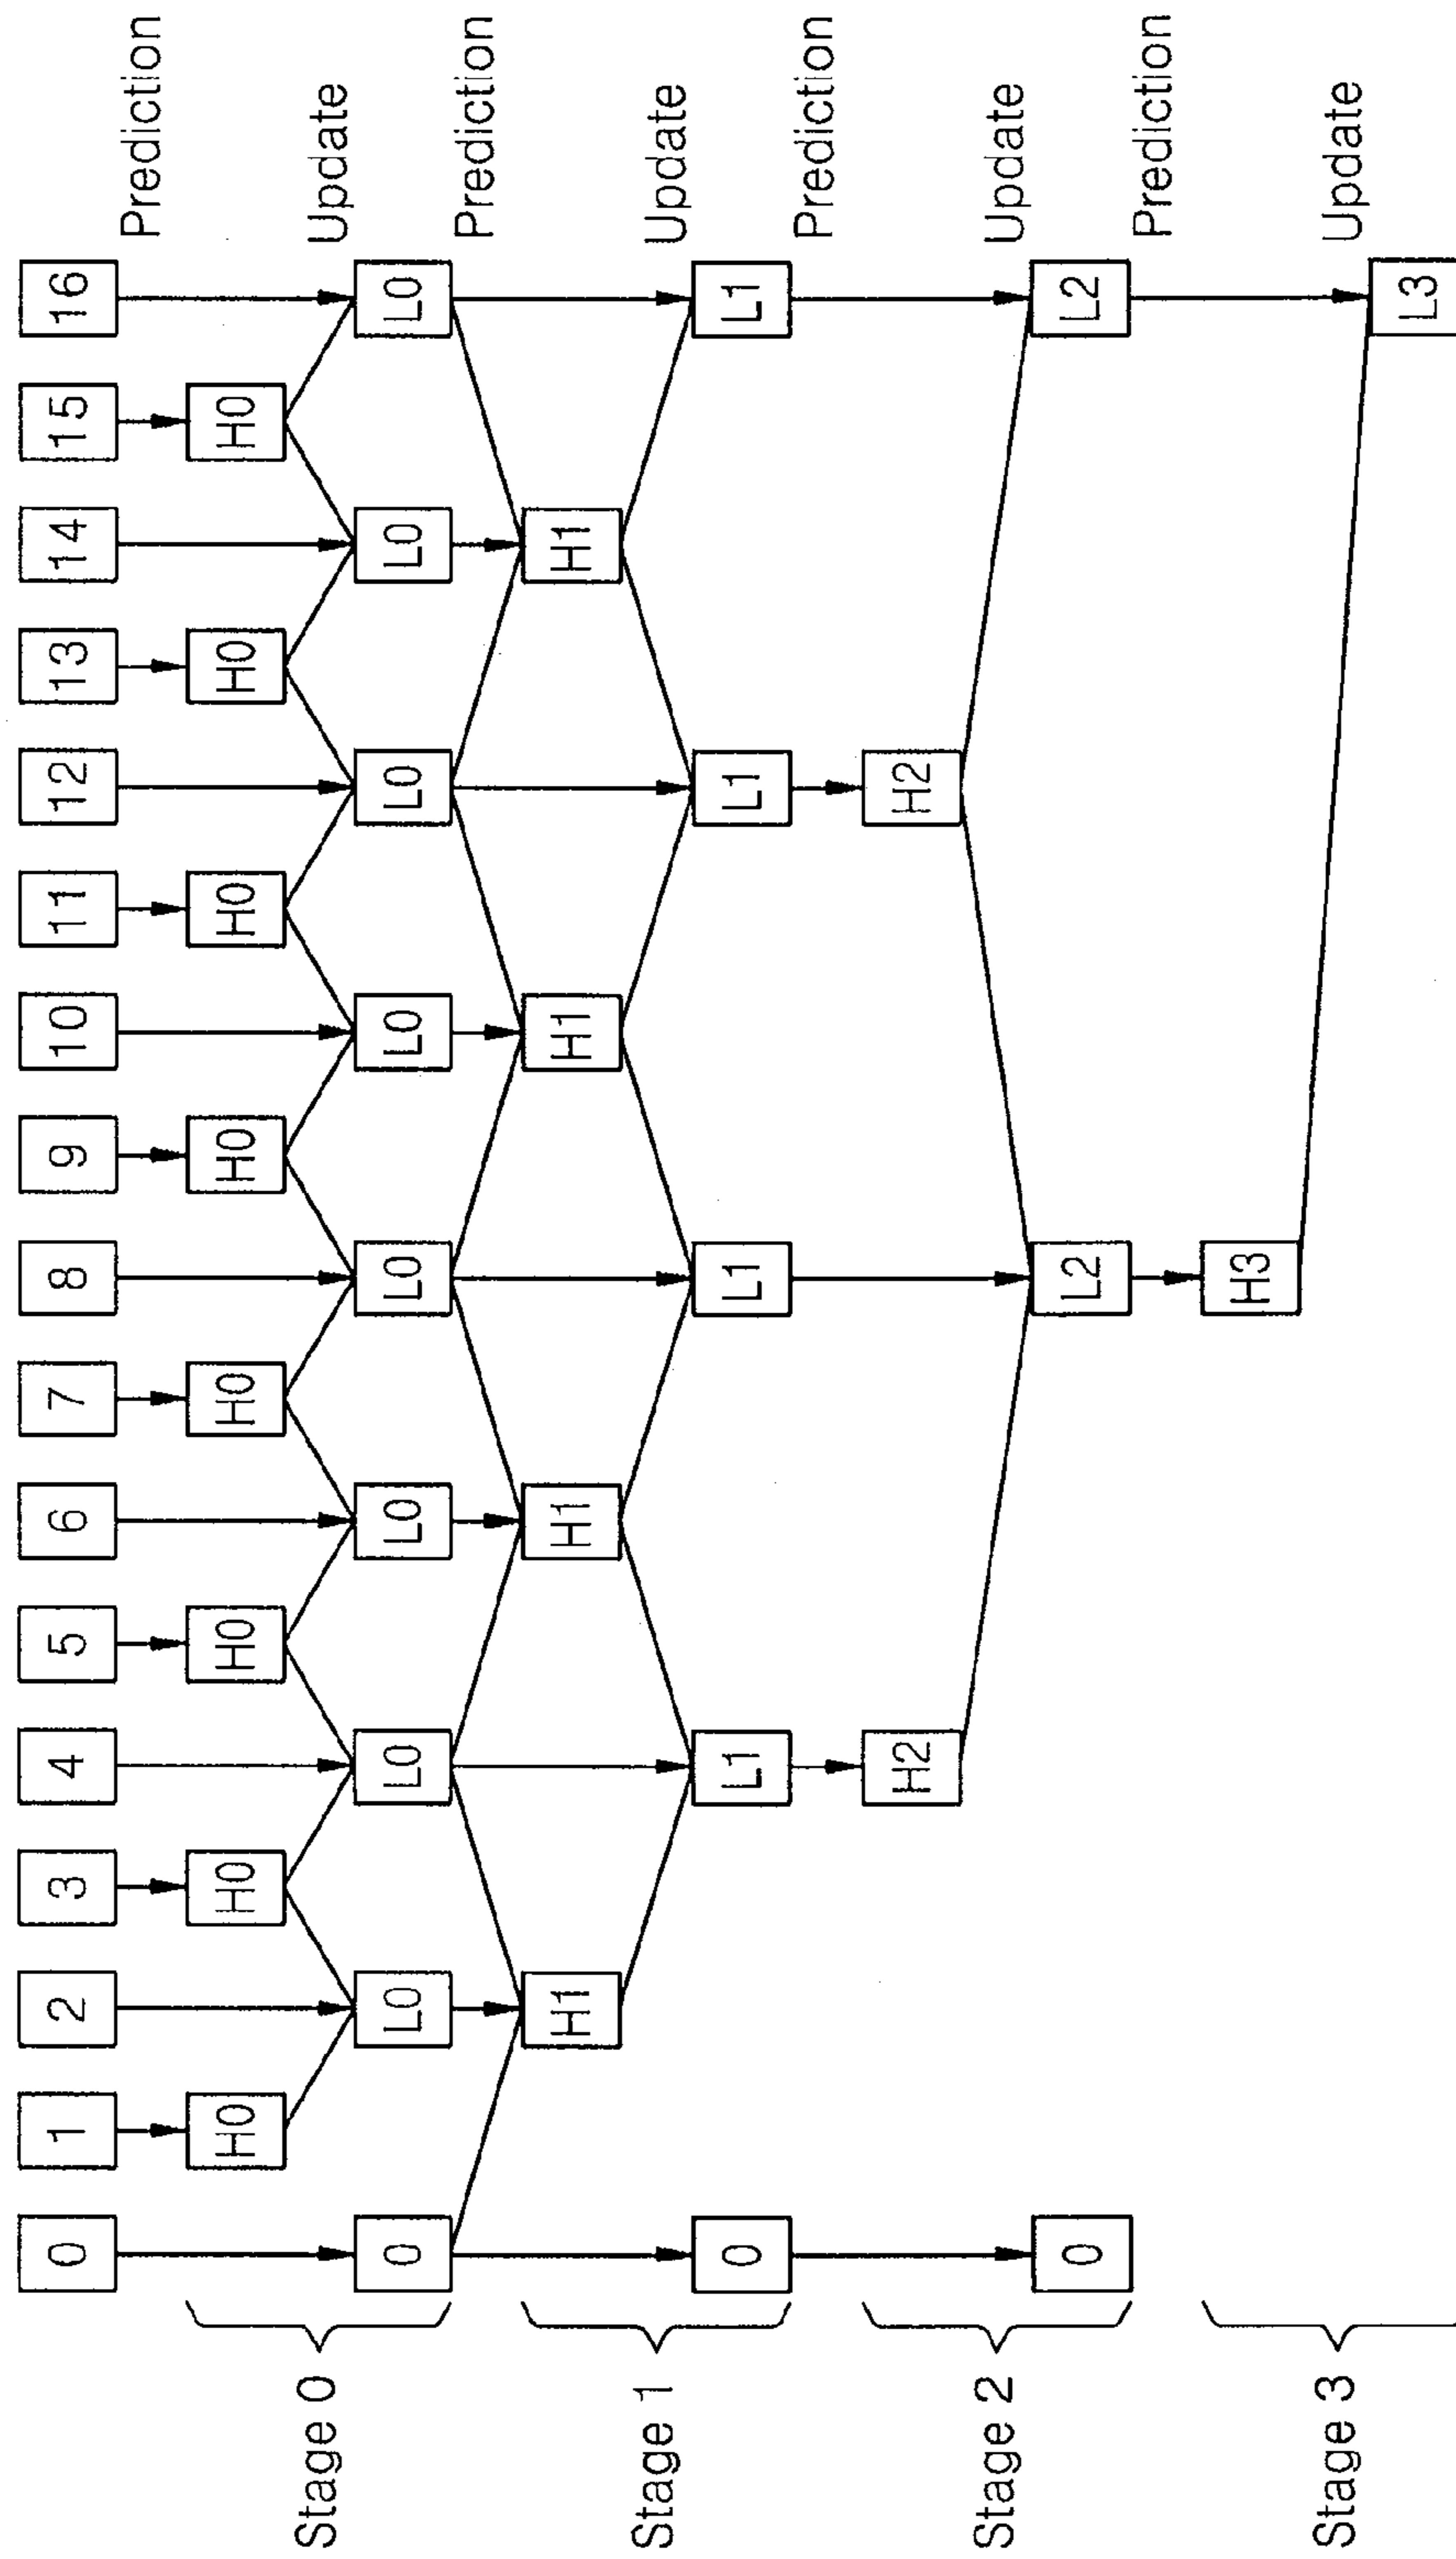 0 1 2 3 4 5 6 7 8 9 10 11 12 13 14 15 16
Prediction
H0 H0 H0 H0 H0 H0 H0 H0
Stage 0
Update
0 L0 L0 L0 L0 L0 L0 L0 L0
Prediction
H1 H1 H1 H1
Stage 1
Update
0 L1 L1 L1 L1
Prediction
H2 H2
Stage 2
Update
0 L2 L2
Prediction
H3
Stage 3
Update
L3